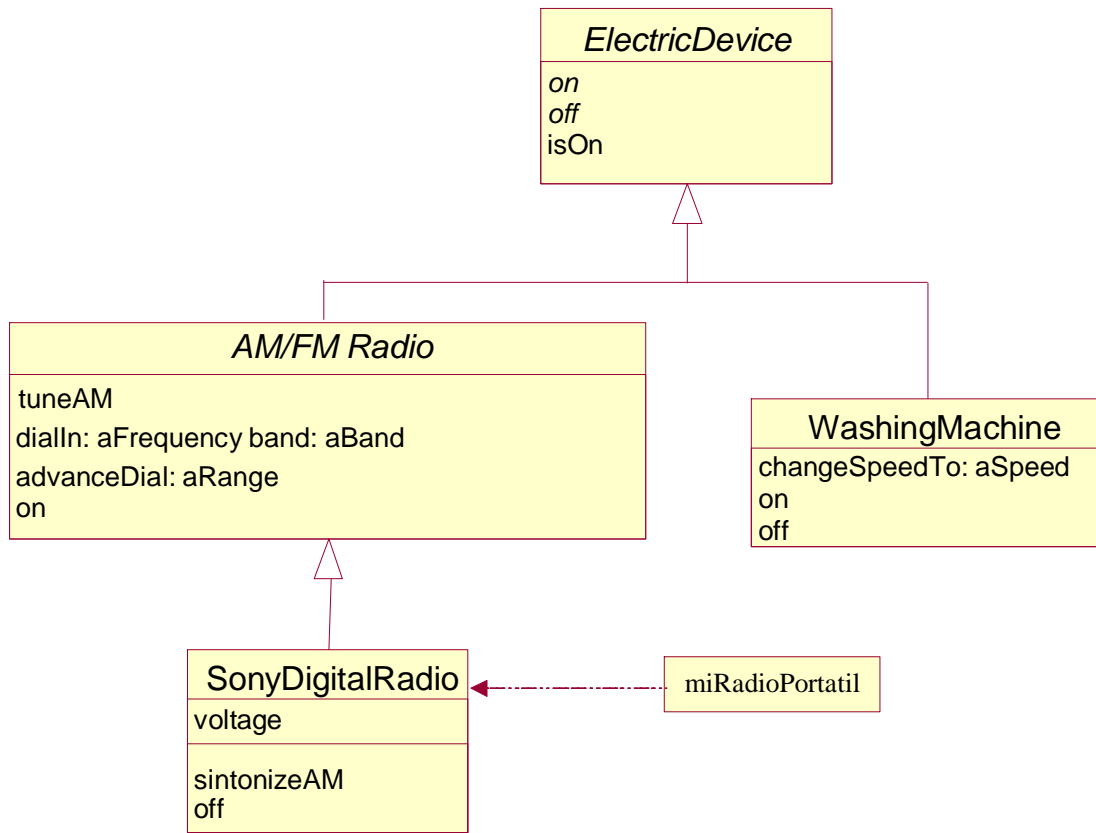 ElectricDevice
on
off
isOn
AM/FM Radio
tuneAM
dialIn: aFrequency band: aBand
advanceDial: aRange
on
WashingMachine
changeSpeedTo: aSpeed
on
off
SonyDigitalRadio
voltage
sintonizeAM
off
miRadioPortatil